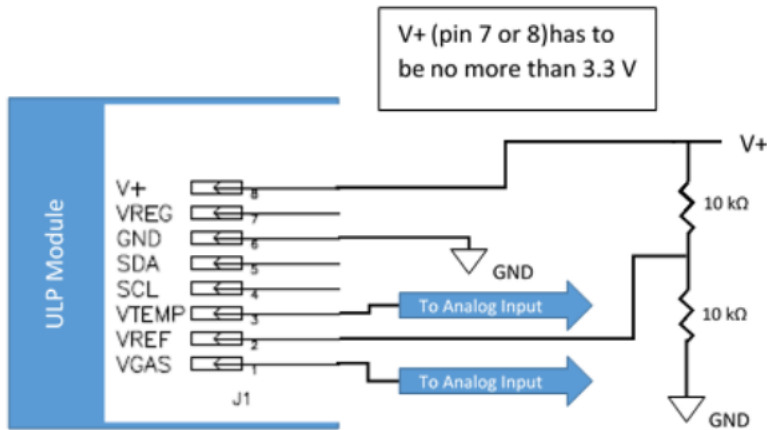 V+ (pin 7 or 8)has to
be no more than 3.3 V
V+
ULP Module
V+ 8
VREG 7
GND 6
SDA 5
SCL 4
VTEMP 3
VREF 2
VGAS 1
J1
10 kΩ
GND
To Analog Input
10 kΩ
To Analog Input
GND